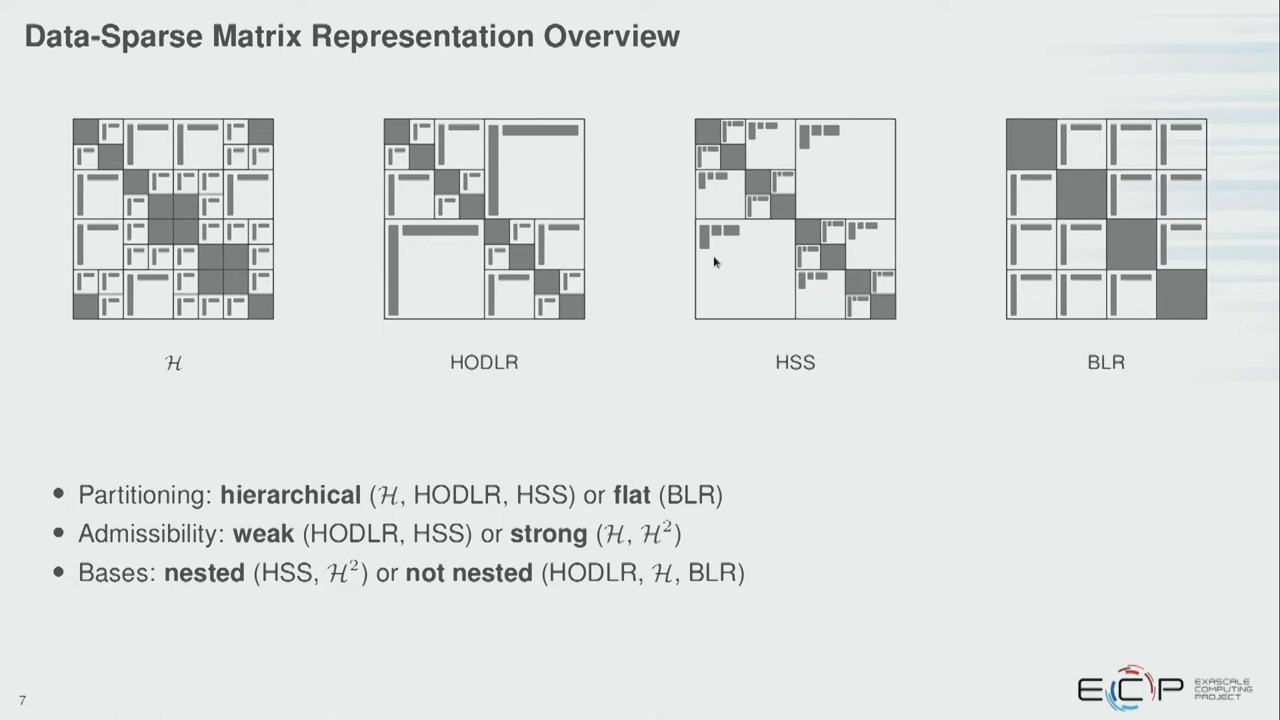 Data-Sparse Matrix Representation Overview
ℋ
HODLR
HSS
BLR
• Partitioning: hierarchical (ℋ, HODLR, HSS) or flat (BLR)
• Admissibility: weak (HODLR, HSS) or strong (ℋ, ℋ²)
• Bases: nested (HSS, ℋ²) or not nested (HODLR, ℋ, BLR)
7
ECP
EXASCALE
COMPUTING
PROJECT